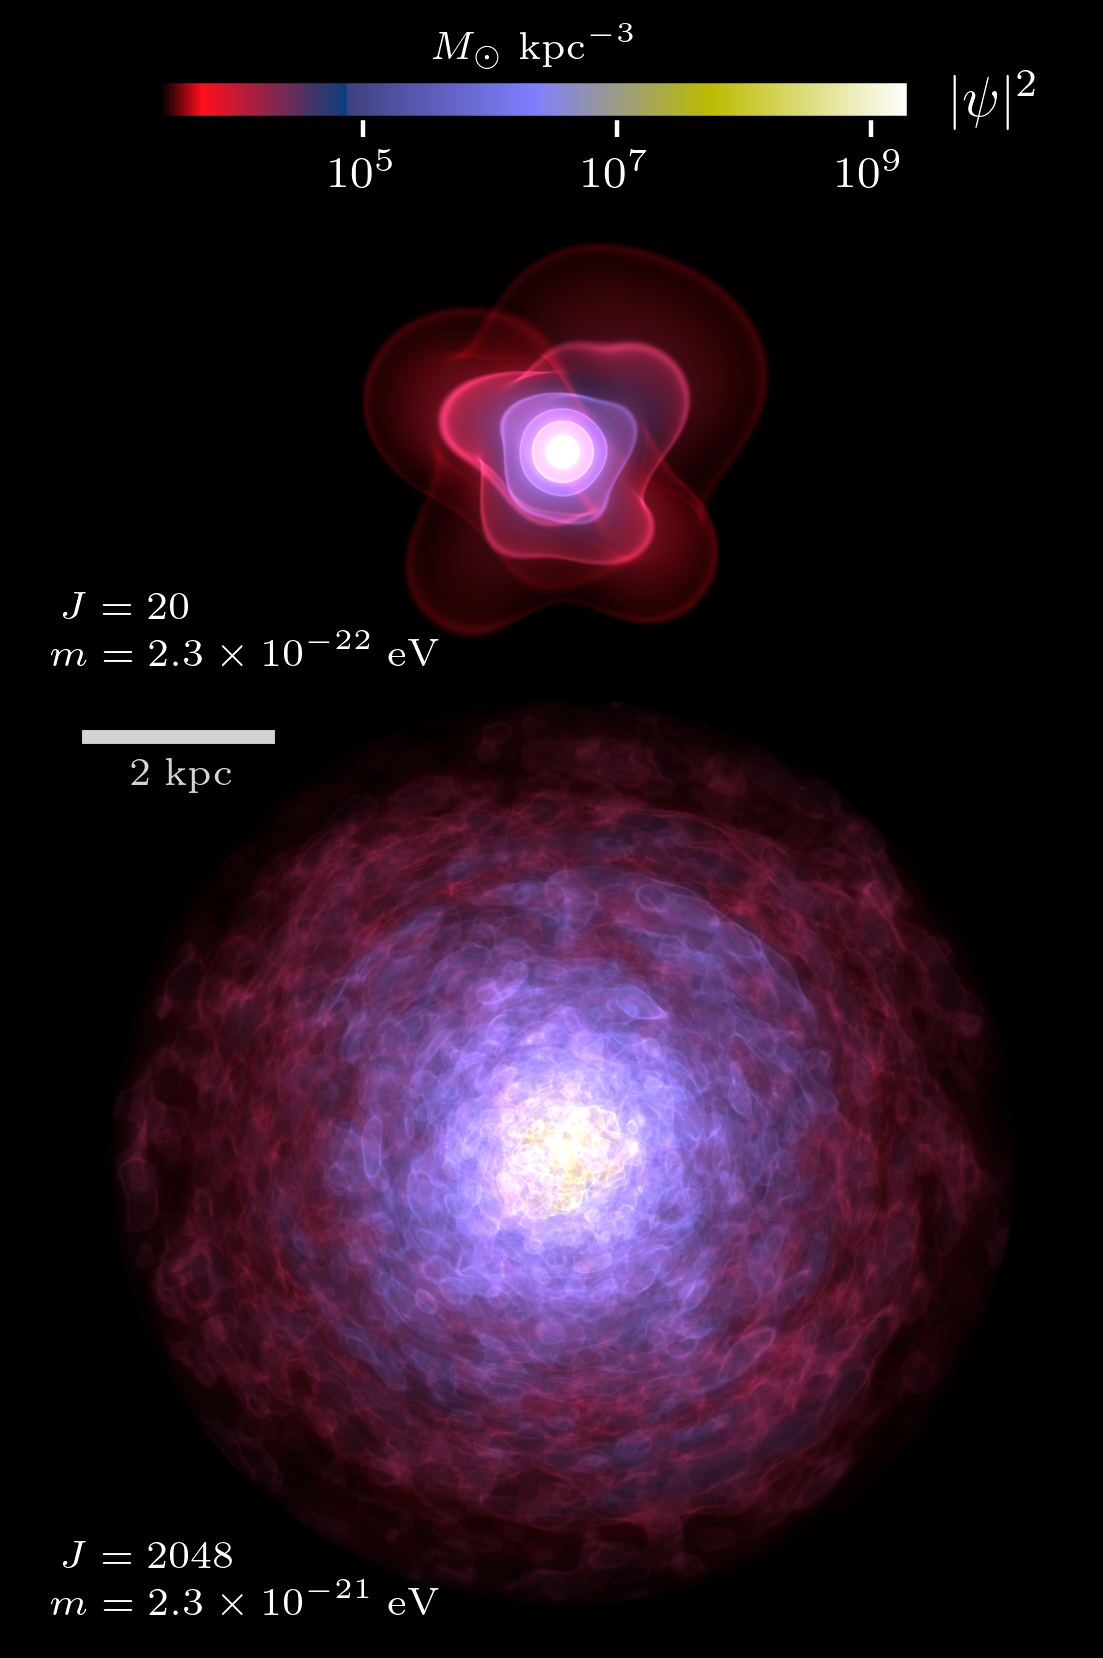 M☉ kpc⁻³
|ψ|²
10⁵ 10⁷ 10⁹
J = 20
m = 2.3 × 10⁻²² eV
2 kpc
J = 2048
m = 2.3 × 10⁻²¹ eV